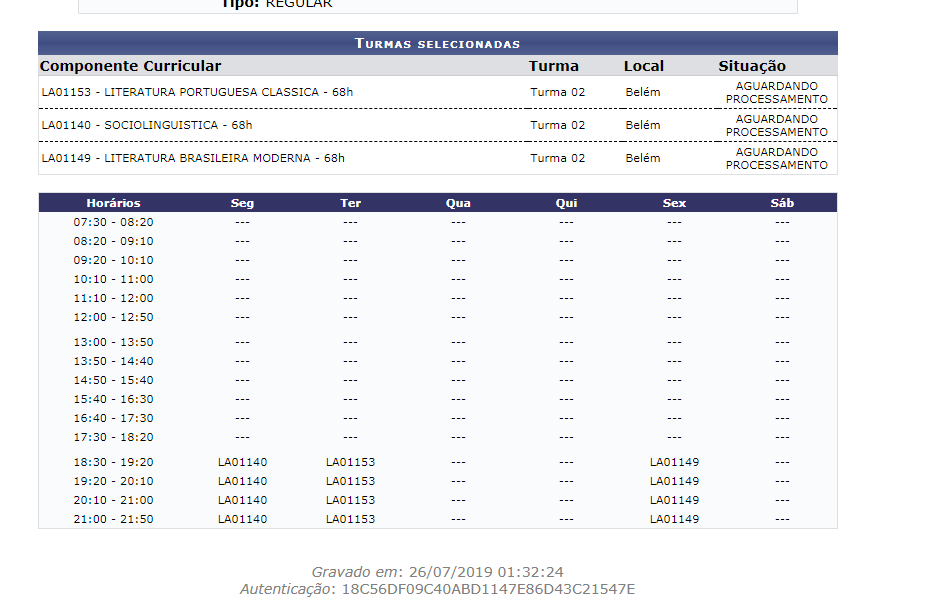 Tipo: REGULAR
TURMAS SELECIONADAS
Componente Curricular Turma Local Situação
LA01153 - LITERATURA PORTUGUESA CLASSICA - 68h Turma 02 Belém AGUARDANDO
PROCESSAMENTO
LA01140 - SOCIOLINGUISTICA - 68h Turma 02 Belém AGUARDANDO
PROCESSAMENTO
LA01149 - LITERATURA BRASILEIRA MODERNA - 68h Turma 02 Belém AGUARDANDO
PROCESSAMENTO
Horários Seg Ter Qua Qui Sex Sáb
07:30 - 08:20 --- --- --- --- --- ---
08:20 - 09:10 --- --- --- --- --- ---
09:20 - 10:10 --- --- --- --- --- ---
10:10 - 11:00 --- --- --- --- --- ---
11:10 - 12:00 --- --- --- --- --- ---
12:00 - 12:50 --- --- --- --- --- ---
13:00 - 13:50 --- --- --- --- --- ---
13:50 - 14:40 --- --- --- --- --- ---
14:50 - 15:40 --- --- --- --- --- ---
15:40 - 16:30 --- --- --- --- --- ---
16:40 - 17:30 --- --- --- --- --- ---
17:30 - 18:20 --- --- --- --- --- ---
18:30 - 19:20 LA01140 LA01153 --- --- LA01149 ---
19:20 - 20:10 LA01140 LA01153 --- --- LA01149 ---
20:10 - 21:00 LA01140 LA01153 --- --- LA01149 ---
21:00 - 21:50 LA01140 LA01153 --- --- LA01149 ---
Gravado em: 26/07/2019 01:32:24
Autenticação: 18C56DF09C40ABD1147E86D43C21547E